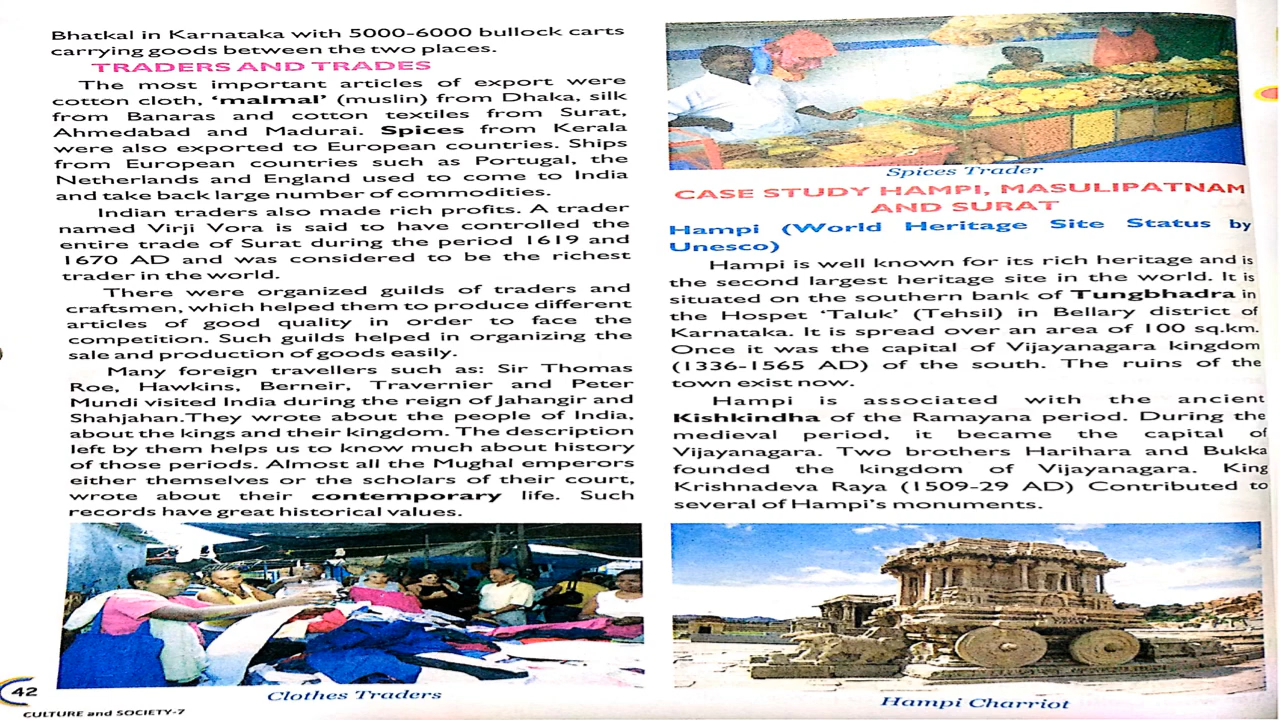 Bhatkal in Karnataka with 5000-6000 bullock carts
carrying goods between the two places.
TRADERS AND TRADES
The most important articles of export were
cotton cloth, ‘malmal’ (muslin) from Dhaka, silk
from Banaras and cotton textiles from Surat,
Ahmedabad and Madurai. Spices from Kerala
were also exported to European countries. Ships
from European countries such as Portugal, the
Netherlands and England used to come to India
and take back large number of commodities.
Indian traders also made rich profits. A trader
named Virji Vora is said to have controlled the
entire trade of Surat during the period 1619 and
1670 AD and was considered to be the richest
trader in the world.
There were organized guilds of traders and
craftsmen, which helped them to produce different
articles of good quality in order to face the
competition. Such guilds helped in organizing the
sale and production of goods easily.
Many foreign travellers such as: Sir Thomas
Roe, Hawkins, Berneir, Travernier and Peter
Mundi visited India during the reign of Jahangir and
Shahjahan.They wrote about the people of India,
about the kings and their kingdom. The description
left by them helps us to know much about history
of those periods. Almost all the Mughal emperors
either themselves or the scholars of their court,
wrote about their contemporary life. Such
records have great historical values.
Clothes Traders
42
CULTURE and SOCIETY-7
Spices Trader
CASE STUDY HAMPI, MASULIPATNAM
AND SURAT
Hampi (World Heritage Site Status by
Unesco)
Hampi is well known for its rich heritage and is
the second largest heritage site in the world. It is
situated on the southern bank of Tungbhadra in
the Hospet ‘Taluk’ (Tehsil) in Bellary district of
Karnataka. It is spread over an area of 100 sq.km.
Once it was the capital of Vijayanagara kingdom
(1336-1565 AD) of the south. The ruins of the
town exist now.
Hampi is associated with the ancient
Kishkindha of the Ramayana period. During the
medieval period, it became the capital of
Vijayanagara. Two brothers Harihara and Bukka
founded the kingdom of Vijayanagara. King
Krishnadeva Raya (1509-29 AD) Contributed to
several of Hampi’s monuments.
Hampi Charriot